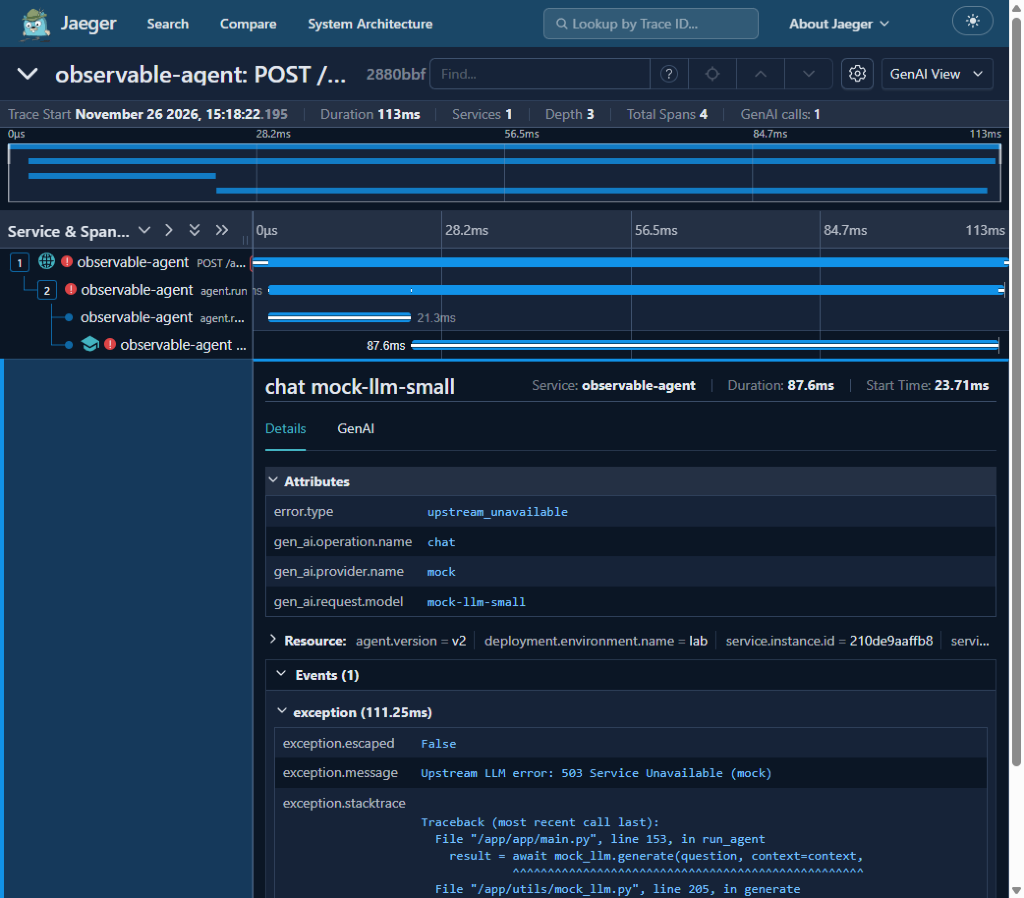 Jaeger Search Compare System Architecture Lookup by Trace ID... About Jaeger
observable-agent: POST /... 2880bbf Find... ? GenAI View
Trace Start November 26 2026, 15:18:22.195 Duration 113ms Services 1 Depth 3 Total Spans 4 GenAI calls: 1
0μs 28.2ms 56.5ms 84.7ms 113ms
Service & Span... 0μs 28.2ms 56.5ms 84.7ms 113ms
1 observable-agent POST /a...
2 observable-agent agent.run ms
observable-agent agent.r... 21.3ms
observable-agent ... 87.6ms
chat mock-llm-small Service: observable-agent Duration: 87.6ms Start Time: 23.71ms
Details GenAI
Attributes
error.type upstream_unavailable
gen_ai.operation.name chat
gen_ai.provider.name mock
gen_ai.request.model mock-llm-small
Resource: agent.version = v2 deployment.environment.name = lab service.instance.id = 210de9aaffb8 servi...
Events (1)
exception (111.25ms)
exception.escaped False
exception.message Upstream LLM error: 503 Service Unavailable (mock)
exception.stacktrace
Traceback (most recent call last):
File "/app/app/main.py", line 153, in run_agent
result = await mock_llm.generate(question, context=context,
^^^^^^^^^^^^^^^^^^^^^^^^^^^^^^^^^^^^^^^^^^^^^^^^^^
File "/app/utils/mock_llm.py", line 205, in generate